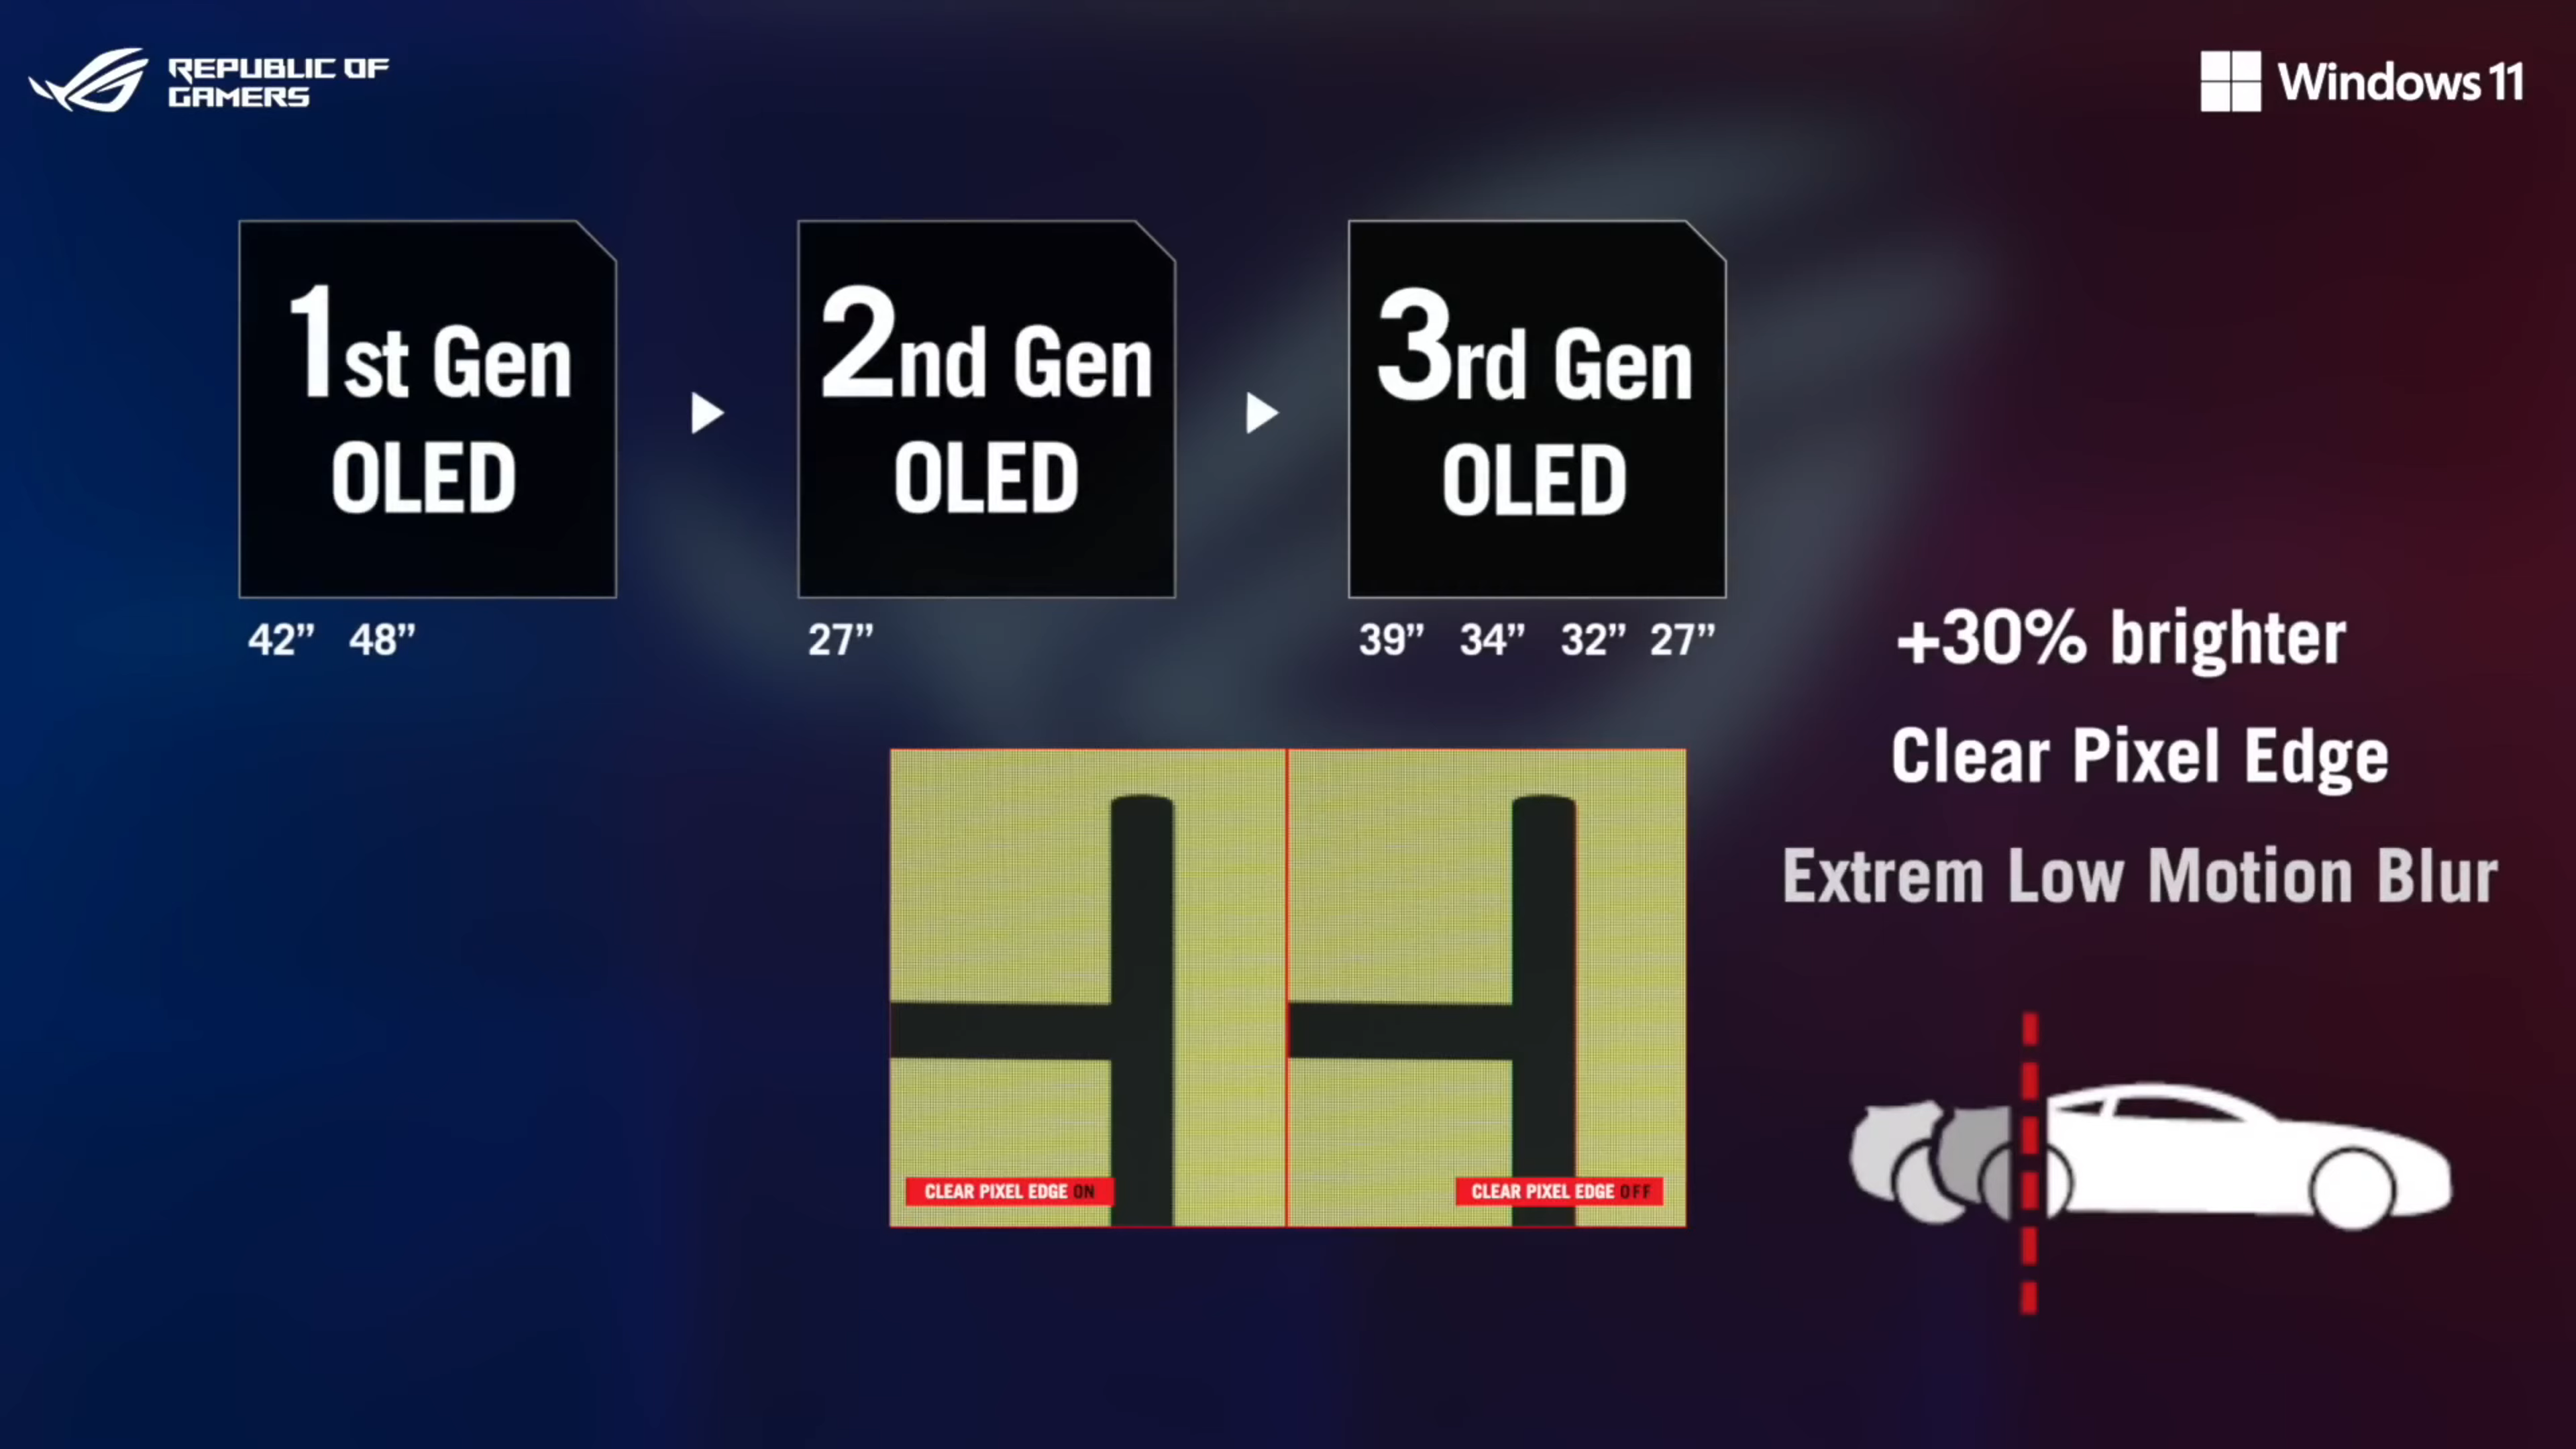 REPUBLIC OF
GAMERS
Windows 11
1st Gen
OLED
2nd Gen
OLED
3rd Gen
OLED
42” 48”
27”
39” 34” 32” 27”
+30% brighter
Clear Pixel Edge
Extrem Low Motion Blur
CLEAR PIXEL EDGE ON
CLEAR PIXEL EDGE OFF